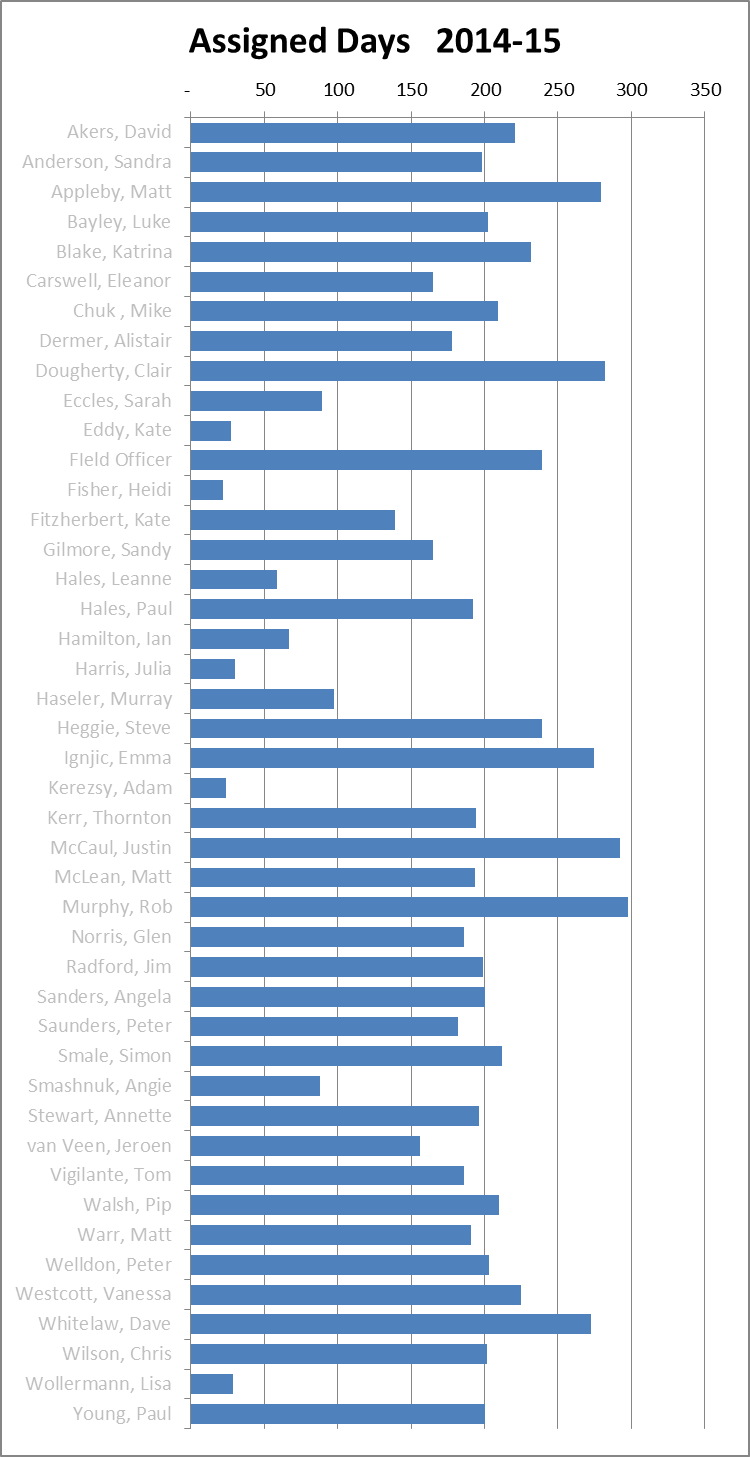 Assigned Days   2014-15
- 50 100 150 200 250 300 350
Akers, David
Anderson, Sandra
Appleby, Matt
Bayley, Luke
Blake, Katrina
Carswell, Eleanor
Chuk , Mike
Dermer, Alistair
Dougherty, Clair
Eccles, Sarah
Eddy, Kate
FIeld Officer
Fisher, Heidi
Fitzherbert, Kate
Gilmore, Sandy
Hales, Leanne
Hales, Paul
Hamilton, Ian
Harris, Julia
Haseler, Murray
Heggie, Steve
Ignjic, Emma
Kerezsy, Adam
Kerr, Thornton
McCaul, Justin
McLean, Matt
Murphy, Rob
Norris, Glen
Radford, Jim
Sanders, Angela
Saunders, Peter
Smale, Simon
Smashnuk, Angie
Stewart, Annette
van Veen, Jeroen
Vigilante, Tom
Walsh, Pip
Warr, Matt
Welldon, Peter
Westcott, Vanessa
Whitelaw, Dave
Wilson, Chris
Wollermann, Lisa
Young, Paul